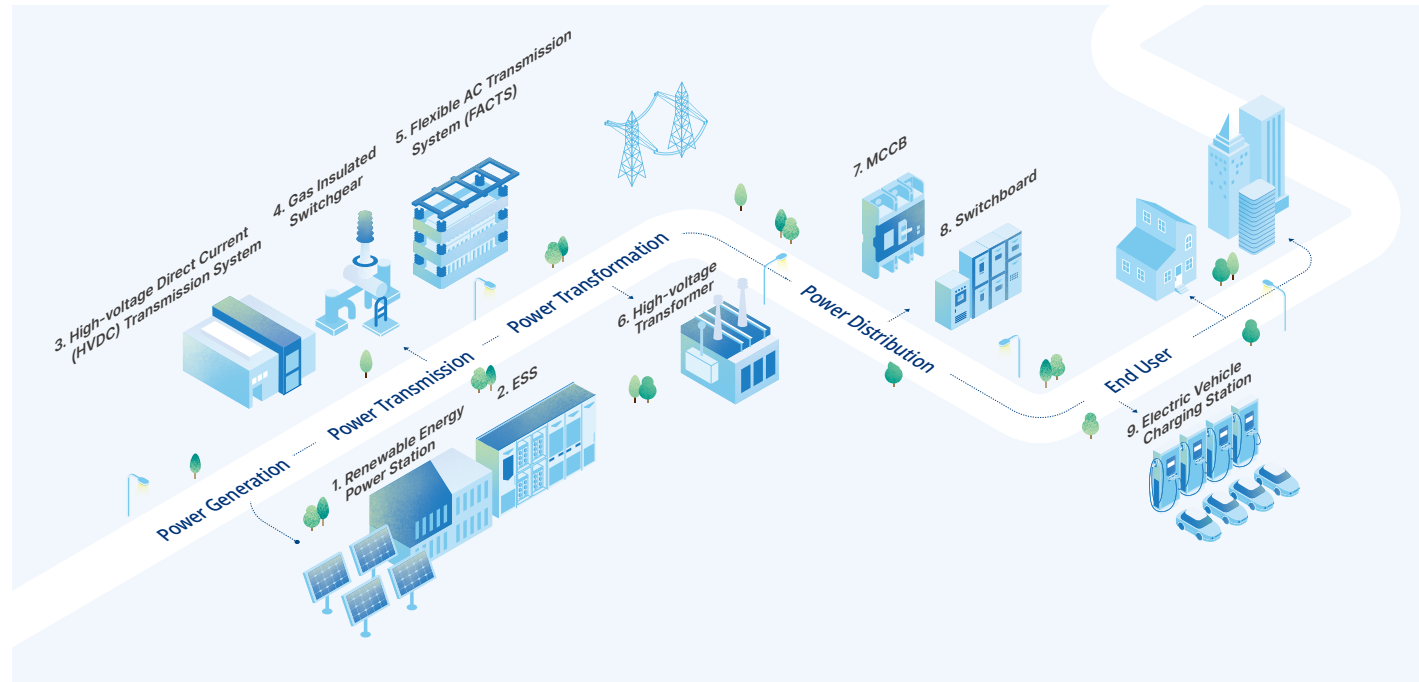 Power Generation
1. Renewable Energy
Power Station
2. ESS
Power Transmission
3. High-voltage Direct Current
(HVDC) Transmission System
4. Gas Insulated
Switchgear
5. Flexible AC Transmission
System (FACTS)
Power Transformation
6. High-voltage
Transformer
Power Distribution
7. MCCB
8. Switchboard
End User
9. Electric Vehicle
Charging Station